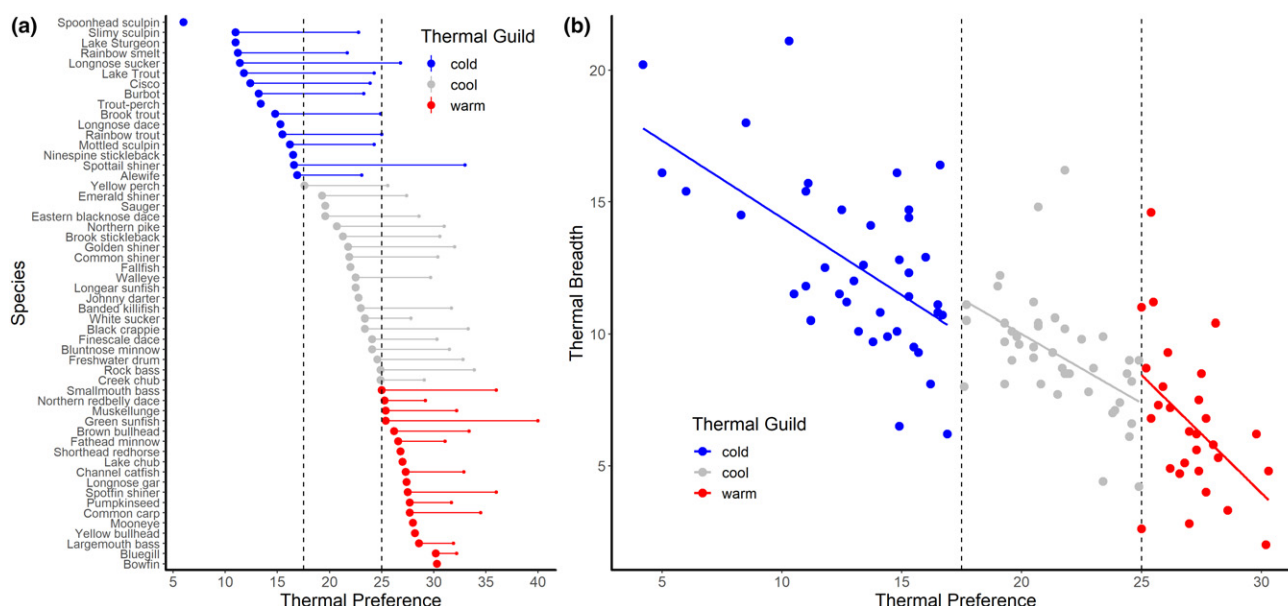 (a)
Species
Spoonhead sculpin
Slimy sculpin
Lake Sturgeon
Rainbow smelt
Longnose sucker
Lake Trout
Cisco
Burbot
Trout-perch
Brook trout
Longnose dace
Rainbow trout
Mottled sculpin
Ninespine stickleback
Spottail shiner
Alewife
Yellow perch
Emerald shiner
Sauger
Eastern blacknose dace
Northern pike
Brook stickleback
Golden shiner
Common shiner
Fallfish
Walleye
Longear sunfish
Johnny darter
Banded killifish
White sucker
Black crappie
Finescale dace
Bluntnose minnow
Freshwater drum
Rock bass
Creek chub
Smallmouth bass
Northern redbelly dace
Muskellunge
Green sunfish
Brown bullhead
Fathead minnow
Shorthead redhorse
Lake chub
Channel catfish
Longnose gar
Spotfin shiner
Pumpkinseed
Common carp
Mooneye
Yellow bullhead
Largemouth bass
Bluegill
Bowfin
Thermal Guild
cold
cool
warm
5 10 15 20 25 30 35 40
Thermal Preference
(b)
Thermal Breadth
20
15
10
5
Thermal Guild
cold
cool
warm
5 10 15 20 25 30
Thermal Preference